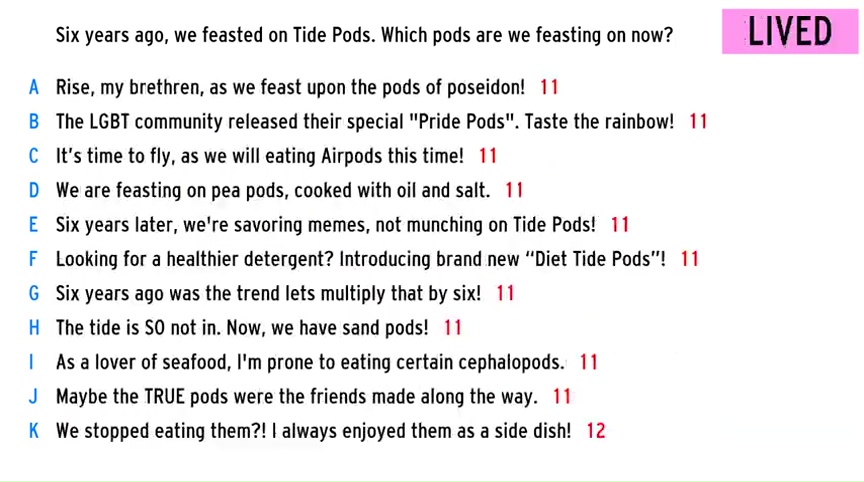 Six years ago, we feasted on Tide Pods. Which pods are we feasting on now?
LIVED
A Rise, my brethren, as we feast upon the pods of poseidon! 11
B The LGBT community released their special "Pride Pods". Taste the rainbow! 11
C It's time to fly, as we will eating Airpods this time! 11
D We are feasting on pea pods, cooked with oil and salt. 11
E Six years later, we're savoring memes, not munching on Tide Pods! 11
F Looking for a healthier detergent? Introducing brand new “Diet Tide Pods”! 11
G Six years ago was the trend lets multiply that by six! 11
H The tide is SO not in. Now, we have sand pods! 11
I As a lover of seafood, I'm prone to eating certain cephalopods. 11
J Maybe the TRUE pods were the friends made along the way. 11
K We stopped eating them?! I always enjoyed them as a side dish! 12